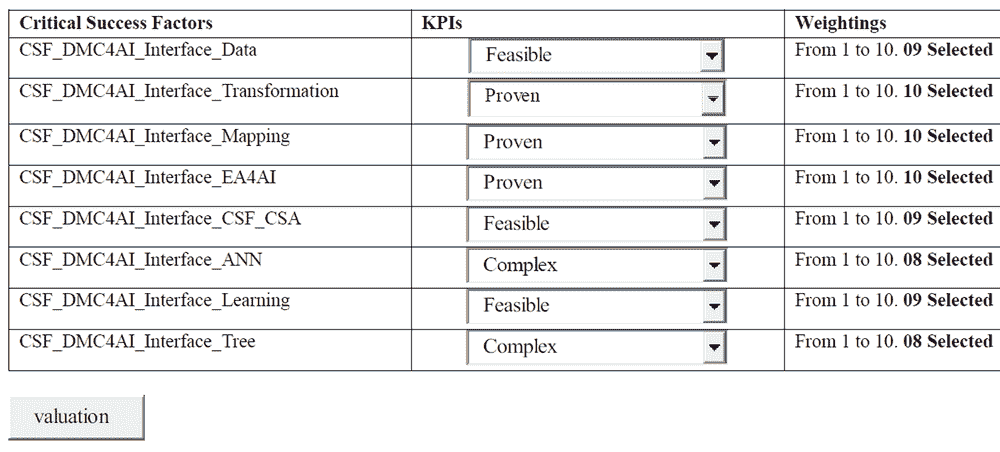 Critical Success Factors KPIs Weightings
CSF_DMC4AI_Interface_Data Feasible From 1 to 10. 09 Selected
CSF_DMC4AI_Interface_Transformation Proven From 1 to 10. 10 Selected
CSF_DMC4AI_Interface_Mapping Proven From 1 to 10. 10 Selected
CSF_DMC4AI_Interface_EA4AI Proven From 1 to 10. 10 Selected
CSF_DMC4AI_Interface_CSF_CSA Feasible From 1 to 10. 09 Selected
CSF_DMC4AI_Interface_ANN Complex From 1 to 10. 08 Selected
CSF_DMC4AI_Interface_Learning Feasible From 1 to 10. 09 Selected
CSF_DMC4AI_Interface_Tree Complex From 1 to 10. 08 Selected
valuation